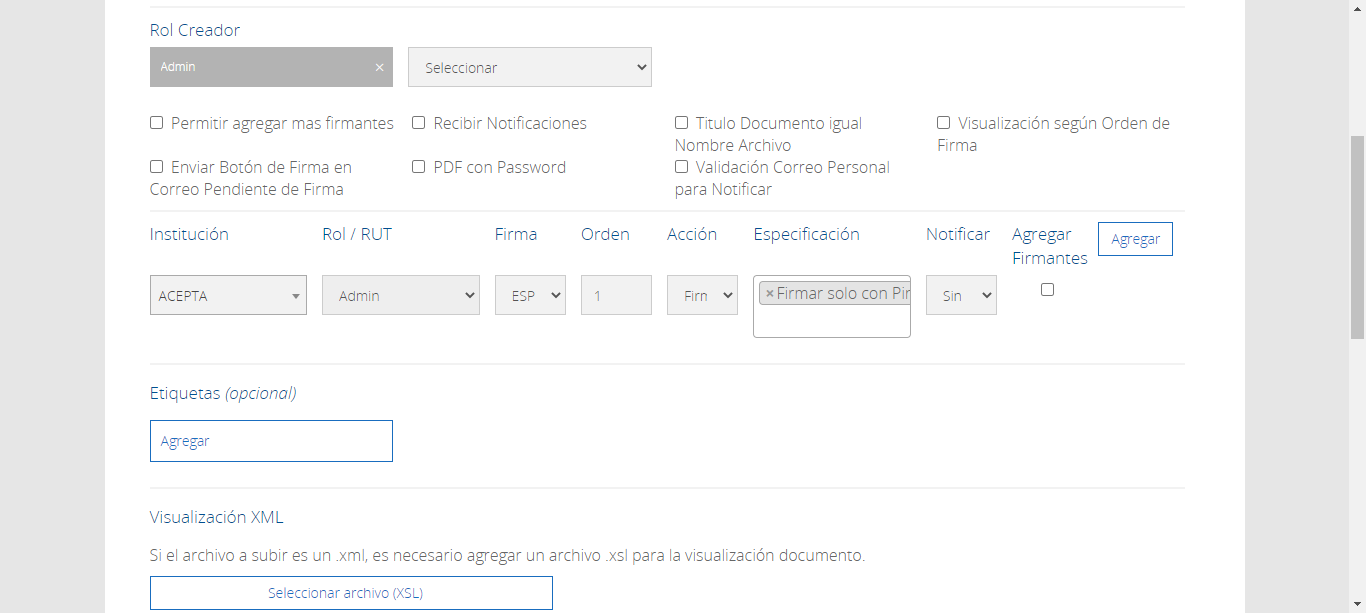 Rol Creador
Admin × Seleccionar
Permitir agregar mas firmantes Recibir Notificaciones Titulo Documento igual Nombre Archivo Visualización según Orden de Firma
Enviar Botón de Firma en Correo Pendiente de Firma PDF con Password Validación Correo Personal para Notificar
Institución Rol / RUT Firma Orden Acción Especificación Notificar Agregar Firmantes Agregar
ACEPTA Admin ESP 1 Firn ×Firmar solo con Pin Sin
Etiquetas (opcional)
Agregar
Visualización XML
Si el archivo a subir es un .xml, es necesario agregar un archivo .xsl para la visualización documento.
Seleccionar archivo (XSL)